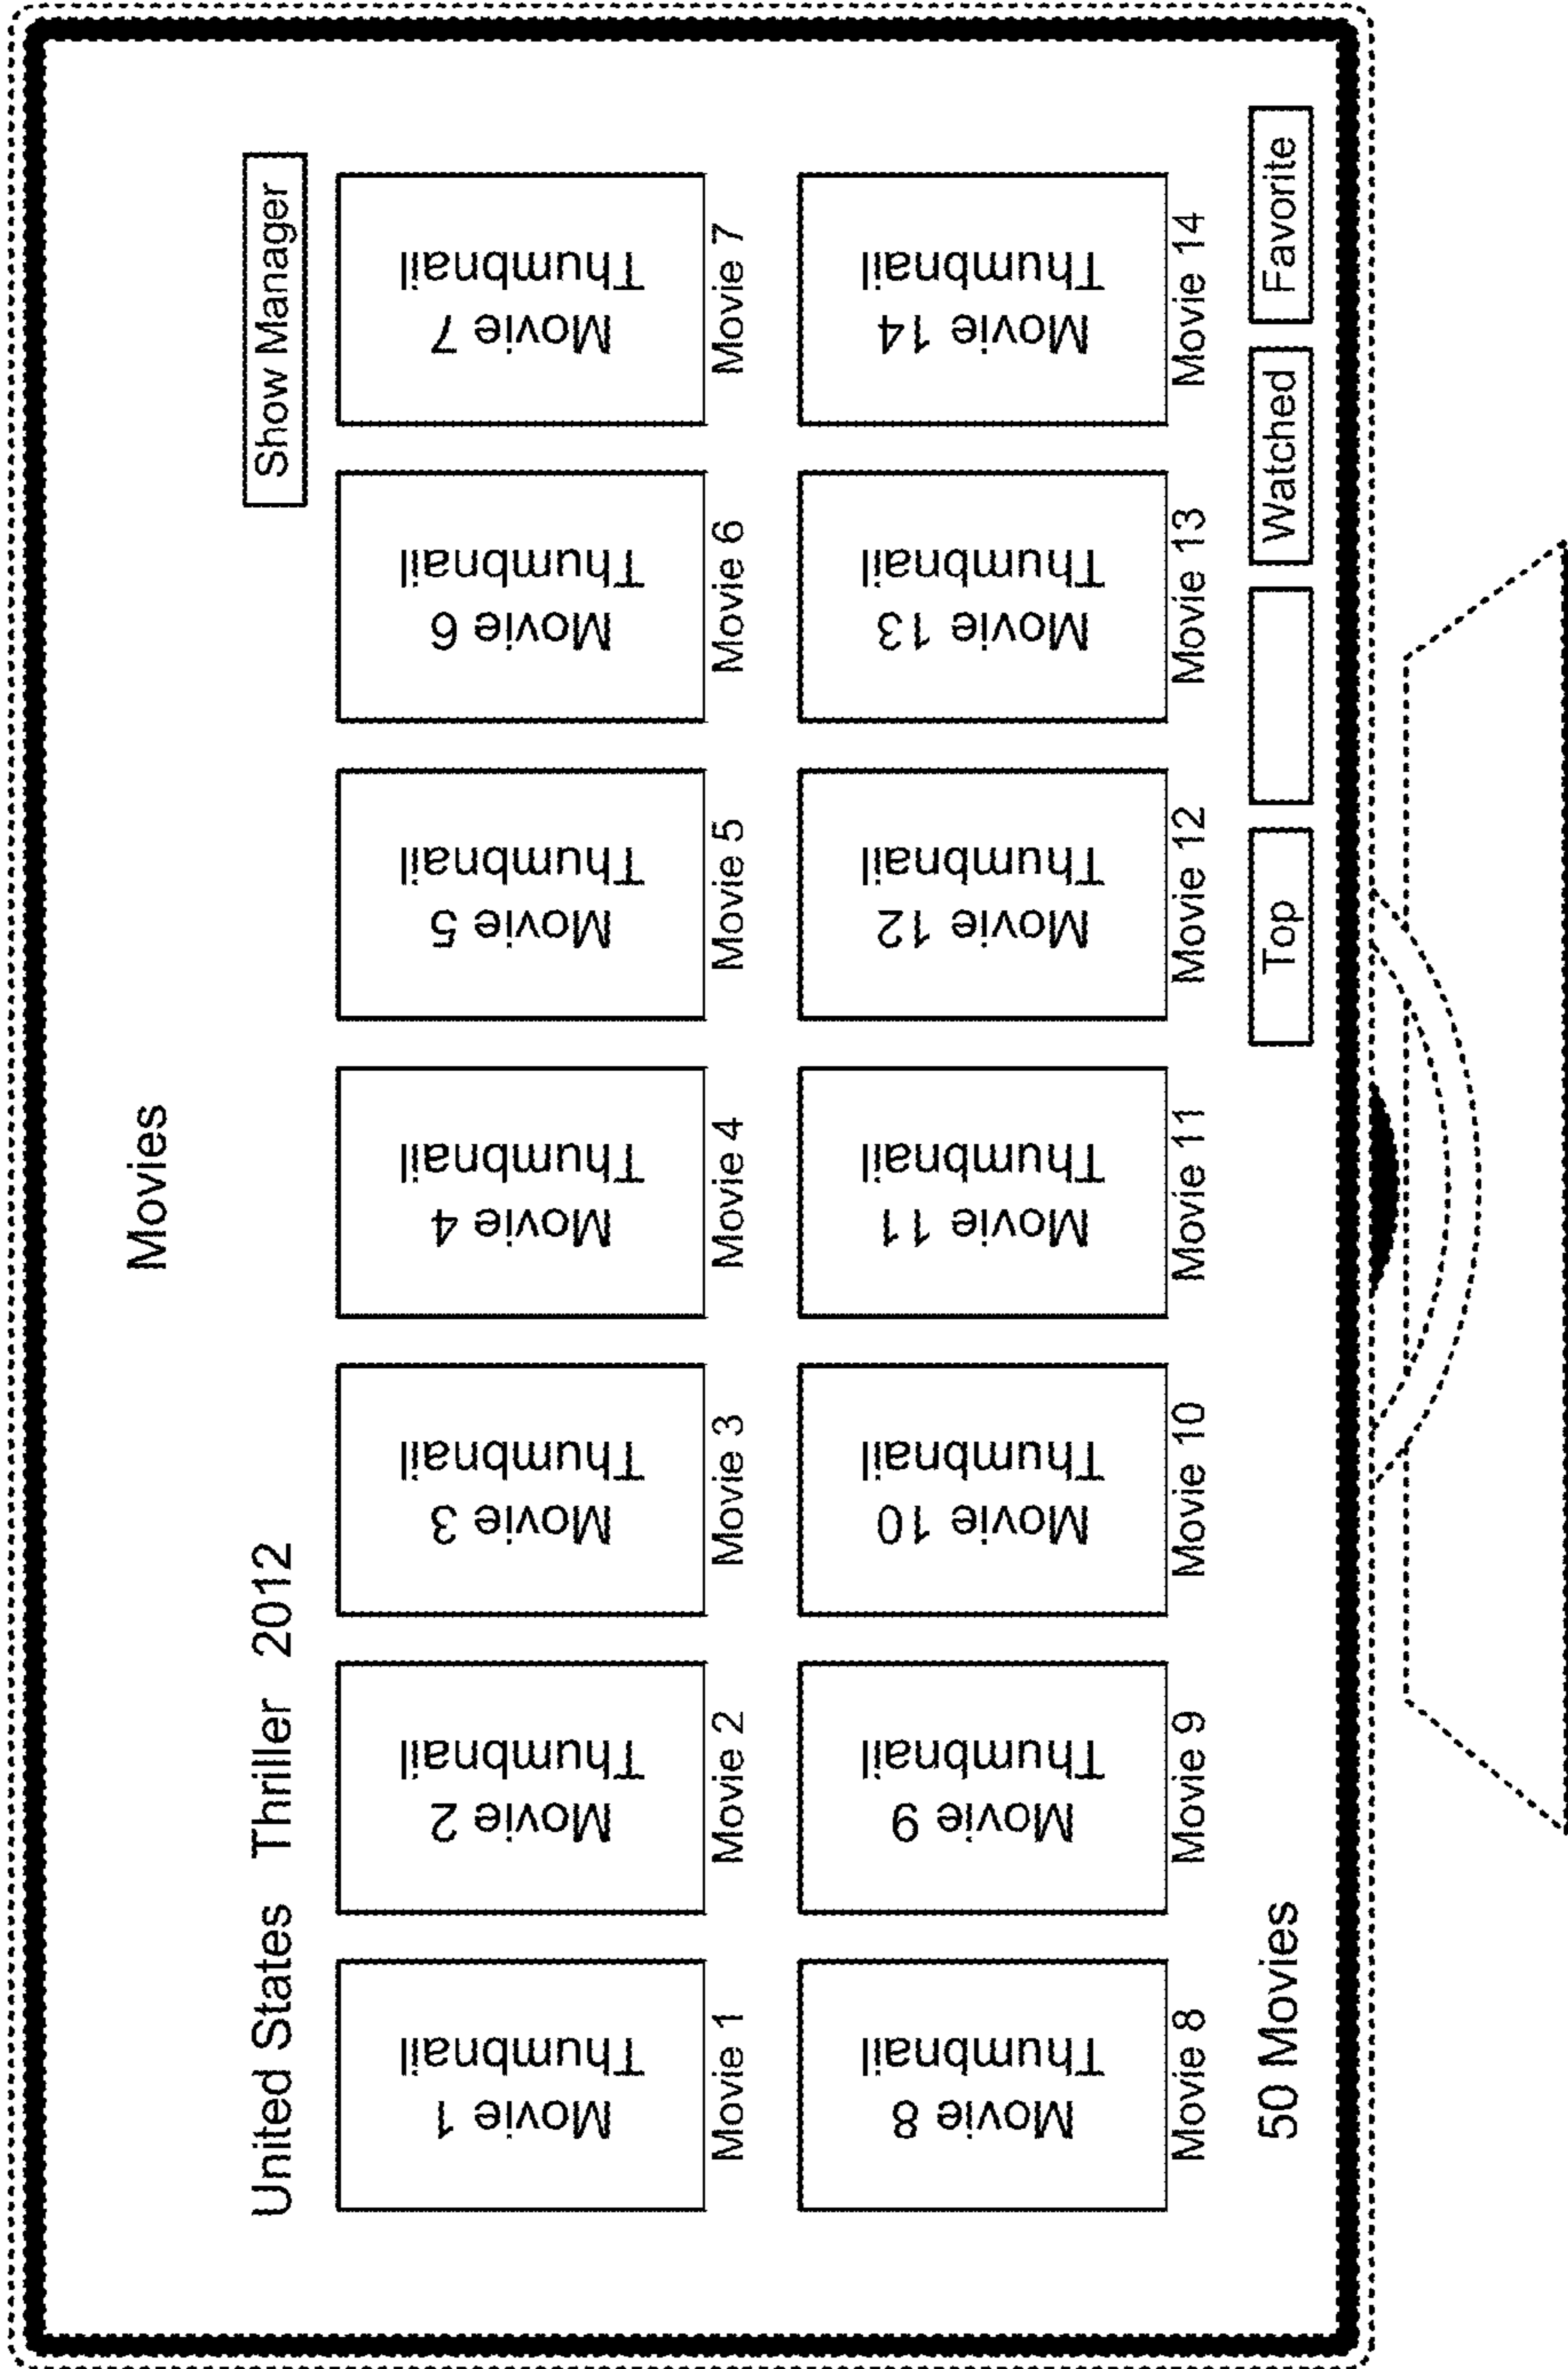 Movies
United States Thriller 2012
Show Manager
Movie 1
Thumbnail
Movie 2
Thumbnail
Movie 3
Thumbnail
Movie 4
Thumbnail
Movie 5
Thumbnail
Movie 6
Thumbnail
Movie 7
Thumbnail
Movie 1
Movie 2
Movie 3
Movie 4
Movie 5
Movie 6
Movie 7
Movie 8
Thumbnail
Movie 9
Thumbnail
Movie 10
Thumbnail
Movie 11
Thumbnail
Movie 12
Thumbnail
Movie 13
Thumbnail
Movie 14
Thumbnail
Movie 8
Movie 9
Movie 10
Movie 11
Movie 12
Movie 13
Movie 14
50 Movies
Top
Watched
Favorite